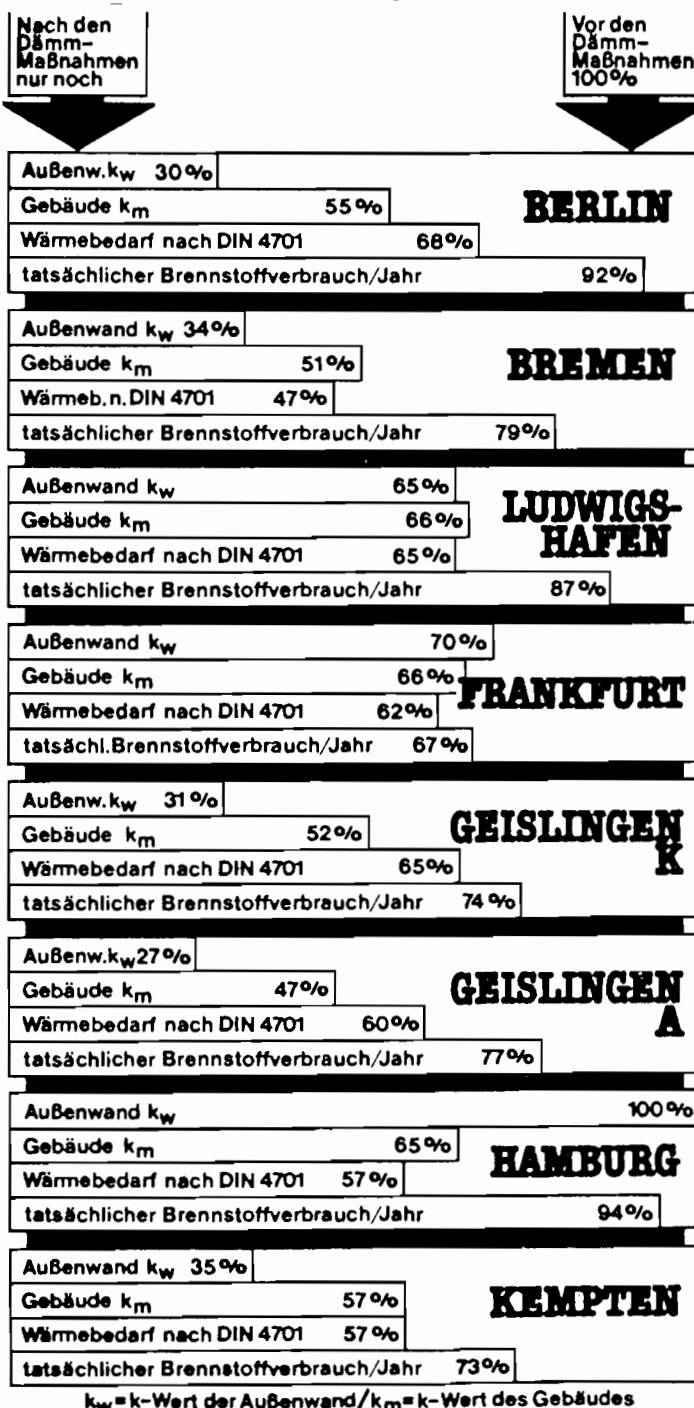 Nach den
Dämm-
Maßnahmen
nur noch
Vor den
Dämm-
Maßnahmen
100%
Außenw.kw 30%
Gebäude km 55%
Wärmebedarf nach DIN 4701 68%
tatsächlicher Brennstoffverbrauch/Jahr 92%
BERLIN
Außenwand kw 34%
Gebäude km 51%
Wärmeb.n.DIN 4701 47%
tatsächlicher Brennstoffverbrauch/Jahr 79%
BREMEN
Außenwand kw 65%
Gebäude km 66%
Wärmebedarf nach DIN 4701 65%
tatsächlicher Brennstoffverbrauch/Jahr 87%
LUDWIGS-
HAFEN
Außenwand kw 70%
Gebäude km 66%
Wärmebedarf nach DIN 4701 62%
tatsächl.Brennstoffverbrauch/Jahr 67%
FRANKFURT
Außenw.kw 31%
Gebäude km 52%
Wärmebedarf nach DIN 4701 65%
tatsächlicher Brennstoffverbrauch/Jahr 74%
GEISLINGEN
K
Außenw.kw27%
Gebäude km 47%
Wärmebedarf nach DIN 4701 60%
tatsächlicher Brennstoffverbrauch/Jahr 77%
GEISLINGEN
A
Außenwand kw 100%
Gebäude km 65%
Wärmebedarf nach DIN 4701 57%
tatsächlicher Brennstoffverbrauch/Jahr 94%
HAMBURG
Außenwand kw 35%
Gebäude km 57%
Wärmebedarf nach DIN 4701 57%
tatsächlicher Brennstoffverbrauch/Jahr 73%
KEMPTEN
kw=k-Wert der Außenwand/km=k-Wert des Gebäudes